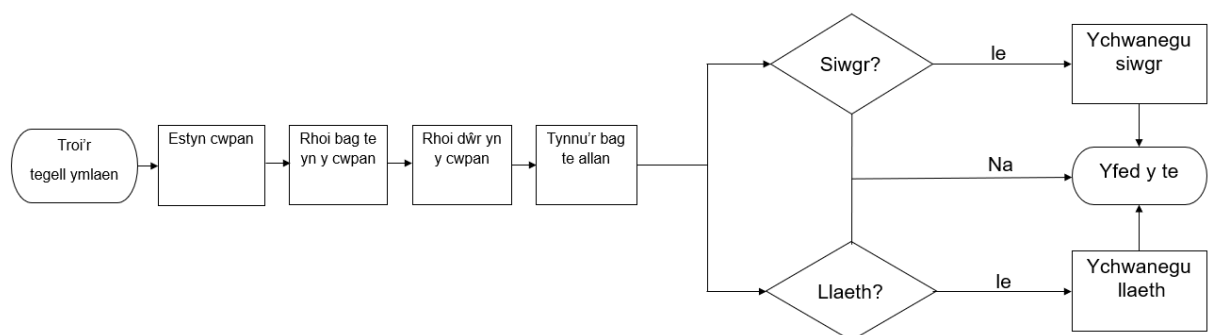 Troi'r
tegell ymlaen
Estyn cwpan
Rhoi bag te
yn y cwpan
Rhoi dŵr yn
y cwpan
Tynnu'r bag
te allan
Siwgr?
Ie
Ychwanegu
siwgr
Na
Yfed y te
Llaeth?
Ie
Ychwanegu
llaeth